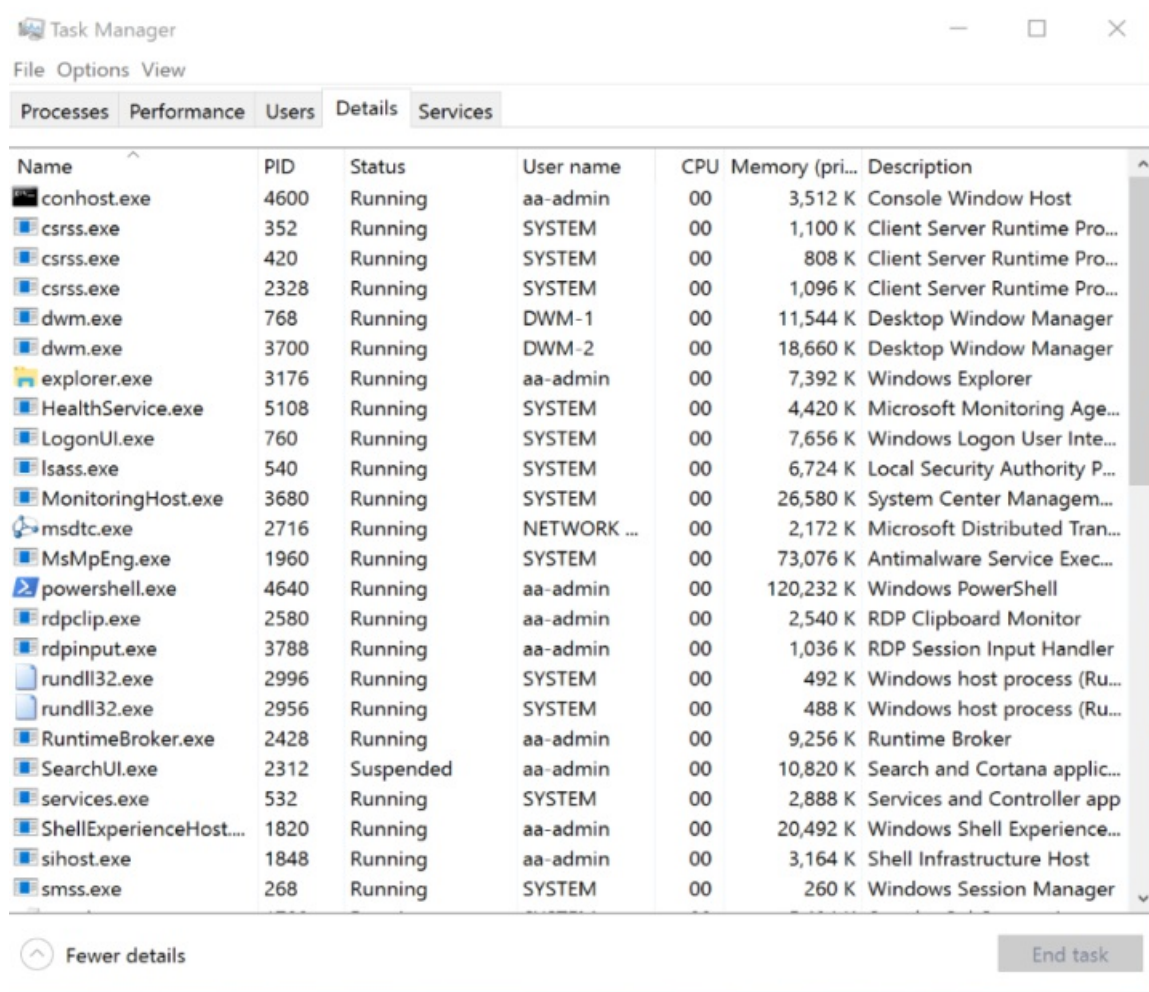 Task Manager
File Options View
Processes Performance Users Details Services
Name PID Status User name CPU Memory (pri... Description
conhost.exe 4600 Running aa-admin 00 3,512 K Console Window Host
csrss.exe 352 Running SYSTEM 00 1,100 K Client Server Runtime Pro...
csrss.exe 420 Running SYSTEM 00 808 K Client Server Runtime Pro...
csrss.exe 2328 Running SYSTEM 00 1,096 K Client Server Runtime Pro...
dwm.exe 768 Running DWM-1 00 11,544 K Desktop Window Manager
dwm.exe 3700 Running DWM-2 00 18,660 K Desktop Window Manager
explorer.exe 3176 Running aa-admin 00 7,392 K Windows Explorer
HealthService.exe 5108 Running SYSTEM 00 4,420 K Microsoft Monitoring Age...
LogonUI.exe 760 Running SYSTEM 00 7,656 K Windows Logon User Inte...
lsass.exe 540 Running SYSTEM 00 6,724 K Local Security Authority P...
MonitoringHost.exe 3680 Running SYSTEM 00 26,580 K System Center Managem...
msdtc.exe 2716 Running NETWORK ... 00 2,172 K Microsoft Distributed Tran...
MsMpEng.exe 1960 Running SYSTEM 00 73,076 K Antimalware Service Exec...
powershell.exe 4640 Running aa-admin 00 120,232 K Windows PowerShell
rdpclip.exe 2580 Running aa-admin 00 2,540 K RDP Clipboard Monitor
rdpinput.exe 3788 Running aa-admin 00 1,036 K RDP Session Input Handler
rundll32.exe 2996 Running SYSTEM 00 492 K Windows host process (Ru...
rundll32.exe 2956 Running SYSTEM 00 488 K Windows host process (Ru...
RuntimeBroker.exe 2428 Running aa-admin 00 9,256 K Runtime Broker
SearchUI.exe 2312 Suspended aa-admin 00 10,820 K Search and Cortana applic...
services.exe 532 Running SYSTEM 00 2,888 K Services and Controller app
ShellExperienceHost.... 1820 Running aa-admin 00 20,492 K Windows Shell Experience...
sihost.exe 1848 Running aa-admin 00 3,164 K Shell Infrastructure Host
smss.exe 268 Running SYSTEM 00 260 K Windows Session Manager
Fewer details End task